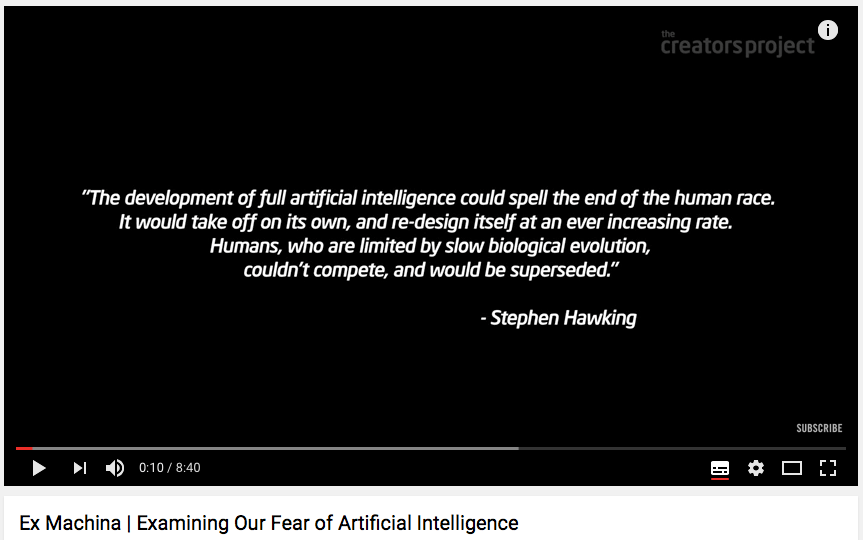 the
creatorsproject
i
"The development of full artificial intelligence could spell the end of the human race.
It would take off on its own, and re-design itself at an ever increasing rate.
Humans, who are limited by slow biological evolution,
couldn't compete, and would be superseded."
- Stephen Hawking
SUBSCRIBE
0:10 / 8:40
Ex Machina | Examining Our Fear of Artificial Intelligence